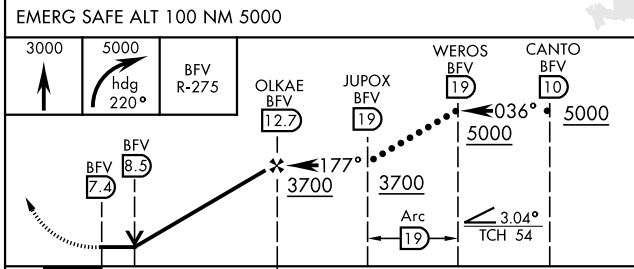 EMERG SAFE ALT 100 NM 5000
3000
5000
hdg
220°
BFV
R-275
WEROS
BFV
19
CANTO
BFV
10
OLKAE
BFV
12.7
JUPOX
BFV
19
036°
5000
5000
BFV
8.5
BFV
7.4
177°
3700
3700
Arc
19
3.04°
TCH 54